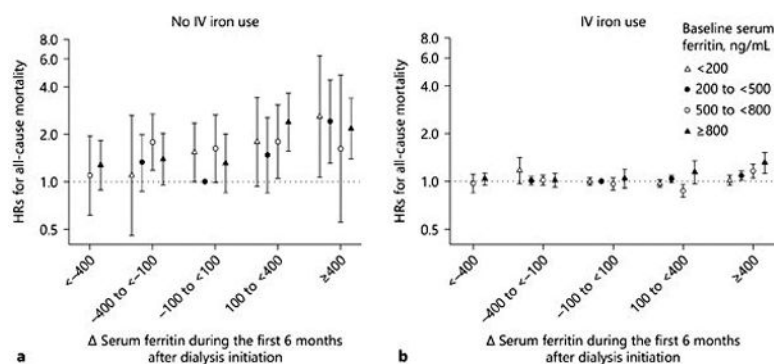 No IV iron use
HRs for all-cause mortality
8.0
6.0
4.0
2.0
1.0
0.5
<–400
–400 to <–100
–100 to <100
100 to <400
≥400
Δ Serum ferritin during the first 6 months
after dialysis initiation
a
IV iron use
HRs for all-cause mortality
8.0
6.0
4.0
2.0
1.0
0.5
Baseline serum
ferritin, ng/mL
<200
200 to <500
500 to <800
≥800
<–400
–400 to <–100
–100 to <100
100 to <400
≥400
Δ Serum ferritin during the first 6 months
after dialysis initiation
b